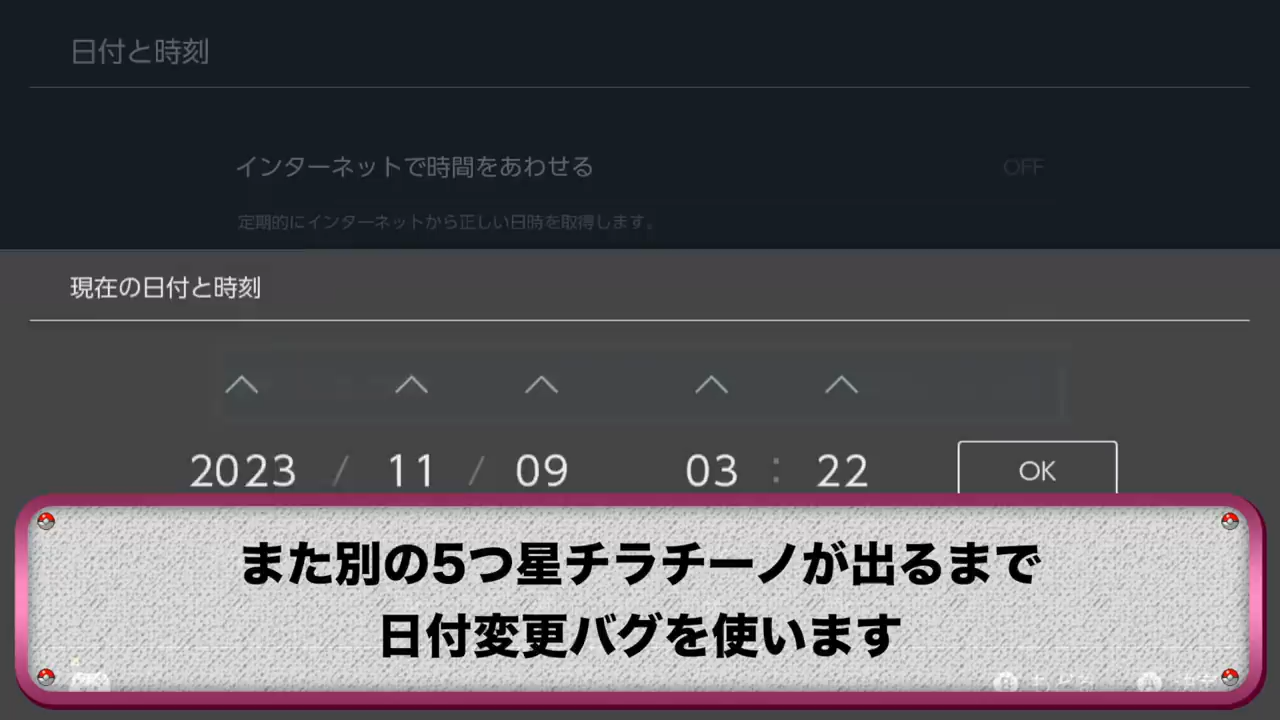 日付と時刻
インターネットで時間をあわせる
OFF
定期的にインターネットから正しい日時を取得します。
現在の日付と時刻
2023 / 11 / 09 03 : 22 OK
また別の5つ星チラチーノが出るまで
日付変更バグを使います